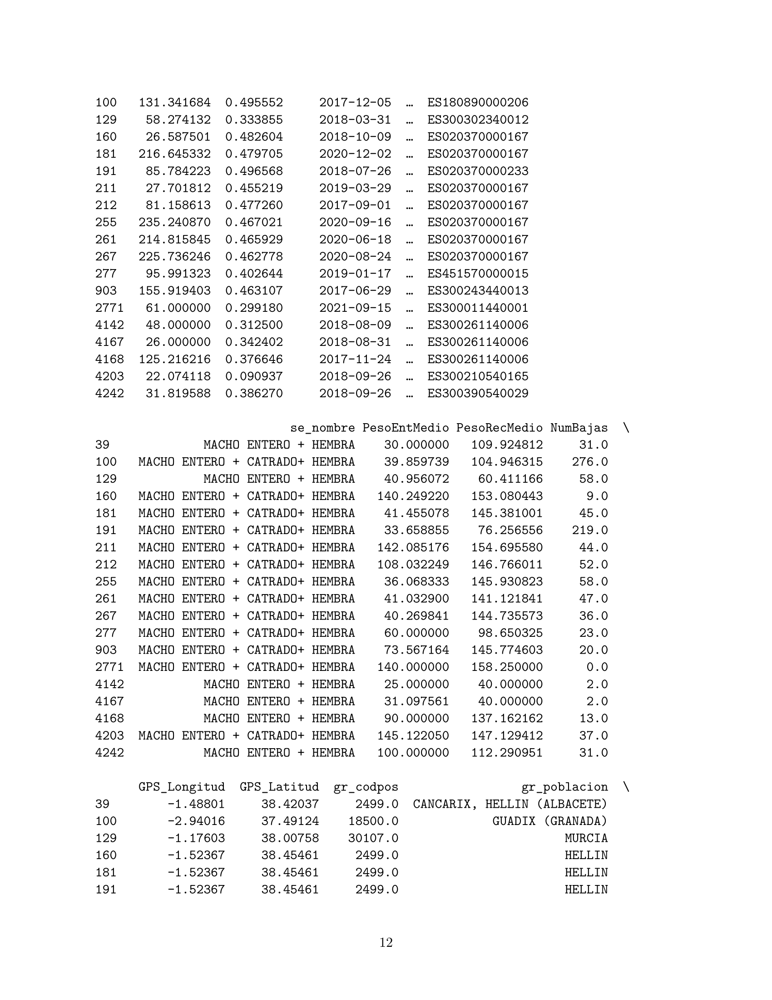 100   131.341684  0.495552     2017-12-05  …  ES180890000206
129    58.274132  0.333855     2018-03-31  …  ES300302340012
160    26.587501  0.482604     2018-10-09  …  ES020370000167
181   216.645332  0.479705     2020-12-02  …  ES020370000167
191    85.784223  0.496568     2018-07-26  …  ES020370000233
211    27.701812  0.455219     2019-03-29  …  ES020370000167
212    81.158613  0.477260     2017-09-01  …  ES020370000167
255   235.240870  0.467021     2020-09-16  …  ES020370000167
261   214.815845  0.465929     2020-06-18  …  ES020370000167
267   225.736246  0.462778     2020-08-24  …  ES020370000167
277    95.991323  0.402644     2019-01-17  …  ES451570000015
903   155.919403  0.463107     2017-06-29  …  ES300243440013
2771   61.000000  0.299180     2021-09-15  …  ES300011440001
4142   48.000000  0.312500     2018-08-09  …  ES300261140006
4167   26.000000  0.342402     2018-08-31  …  ES300261140006
4168  125.216216  0.376646     2017-11-24  …  ES300261140006
4203   22.074118  0.090937     2018-09-26  …  ES300210540165
4242   31.819588  0.386270     2018-09-26  …  ES300390540029
se_nombre PesoEntMedio PesoRecMedio NumBajas  \
39             MACHO ENTERO + HEMBRA    30.000000   109.924812     31.0
100   MACHO ENTERO + CATRADO+ HEMBRA    39.859739   104.946315    276.0
129            MACHO ENTERO + HEMBRA    40.956072    60.411166     58.0
160   MACHO ENTERO + CATRADO+ HEMBRA   140.249220   153.080443      9.0
181   MACHO ENTERO + CATRADO+ HEMBRA    41.455078   145.381001     45.0
191   MACHO ENTERO + CATRADO+ HEMBRA    33.658855    76.256556    219.0
211   MACHO ENTERO + CATRADO+ HEMBRA   142.085176   154.695580     44.0
212   MACHO ENTERO + CATRADO+ HEMBRA   108.032249   146.766011     52.0
255   MACHO ENTERO + CATRADO+ HEMBRA    36.068333   145.930823     58.0
261   MACHO ENTERO + CATRADO+ HEMBRA    41.032900   141.121841     47.0
267   MACHO ENTERO + CATRADO+ HEMBRA    40.269841   144.735573     36.0
277   MACHO ENTERO + CATRADO+ HEMBRA    60.000000    98.650325     23.0
903   MACHO ENTERO + CATRADO+ HEMBRA    73.567164   145.774603     20.0
2771  MACHO ENTERO + CATRADO+ HEMBRA   140.000000   158.250000      0.0
4142           MACHO ENTERO + HEMBRA    25.000000    40.000000      2.0
4167           MACHO ENTERO + HEMBRA    31.097561    40.000000      2.0
4168           MACHO ENTERO + HEMBRA    90.000000   137.162162     13.0
4203  MACHO ENTERO + CATRADO+ HEMBRA   145.122050   147.129412     37.0
4242           MACHO ENTERO + HEMBRA   100.000000   112.290951     31.0
GPS_Longitud  GPS_Latitud  gr_codpos                 gr_poblacion  \
39        -1.48801     38.42037     2499.0  CANCARIX, HELLIN (ALBACETE)
100       -2.94016     37.49124    18500.0             GUADIX (GRANADA)
129       -1.17603     38.00758    30107.0                       MURCIA
160       -1.52367     38.45461     2499.0                       HELLIN
181       -1.52367     38.45461     2499.0                       HELLIN
191       -1.52367     38.45461     2499.0                       HELLIN
12